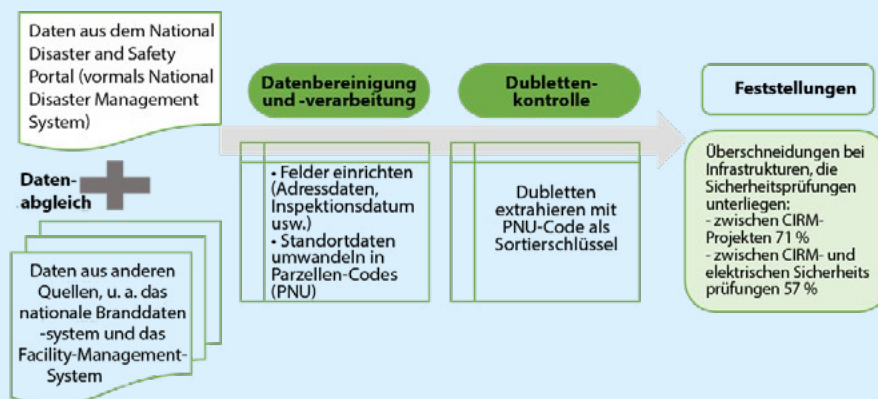 Daten aus dem National
Disaster and Safety
Portal (vormals National
Disaster Management
System)
Daten-
abgleich
Daten aus anderen
Quellen, u. a. das
nationale Branddaten
-system und das
Facility-Management-
System
Datenbereinigung
und -verarbeitung
• Felder einrichten
(Adressdaten,
Inspektionsdatum
usw.)
• Standortdaten
umwandeln in
Parzellen-Codes
(PNU)
Dubletten-
kontrolle
Dubletten
extrahieren mit
PNU-Code als
Sortierschlüssel
Feststellungen
Überschneidungen bei
Infrastrukturen, die
Sicherheitsprüfungen
unterliegen:
- zwischen CIRM-
Projekten 71 %
- zwischen CIRM- und
elektrischen Sicherheits
prüfungen 57 %